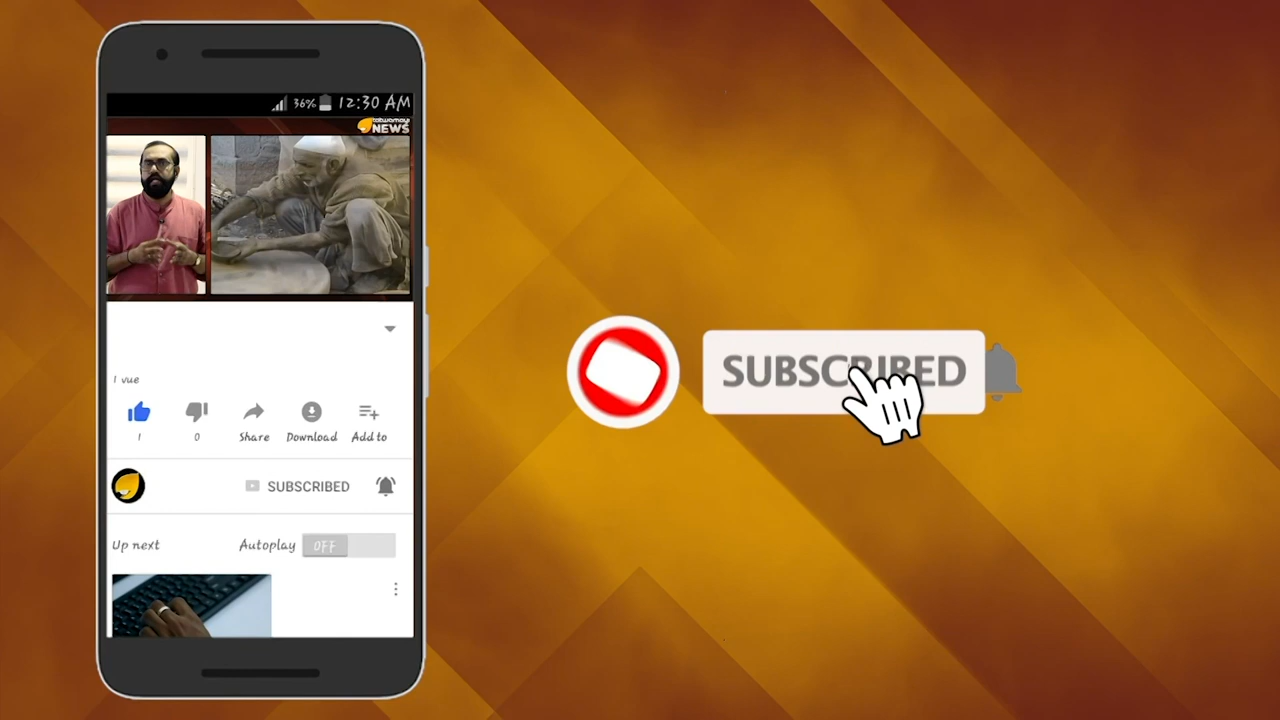 36% 12:30 AM
tatwamayi
NEWS
1 vue
1 0 Share Download Add to
SUBSCRIBED
Up next Autoplay OFF
SUBSCRIBED